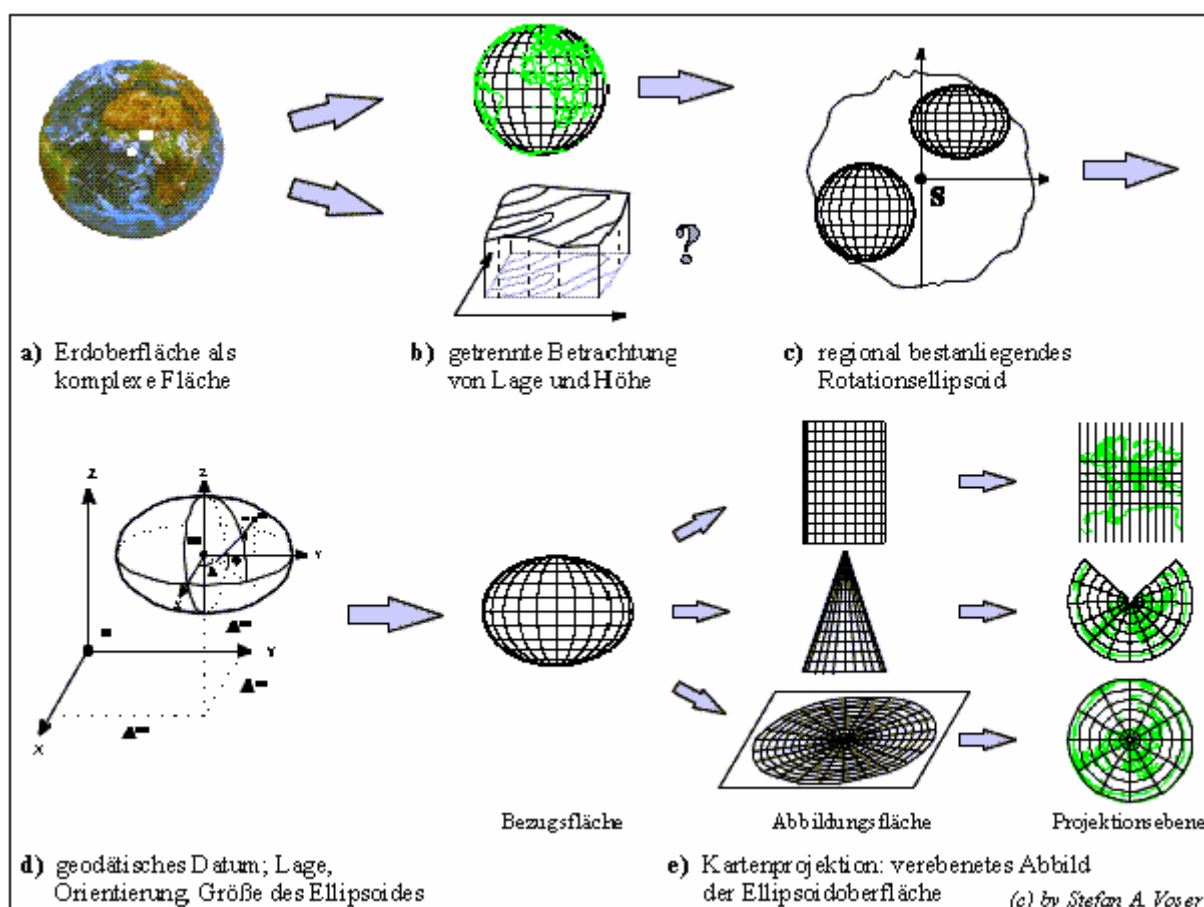 ?
S
a) Erdoberfläche als
komplexe Fläche
b) getrennte Betrachtung
von Lage und Höhe
c) regional bestanliegendes
Rotationsellipsoid
Z
Z
Y
Y
X
Bezugsfläche
Abbildungsfläche
Projektionsebene
d) geodätisches Datum; Lage,
Orientierung, Größe des Ellipsoides
e) Kartenprojektion: verebenetes Abbild
der Ellipsoidoberfläche
(c) by Stefan A. Voser